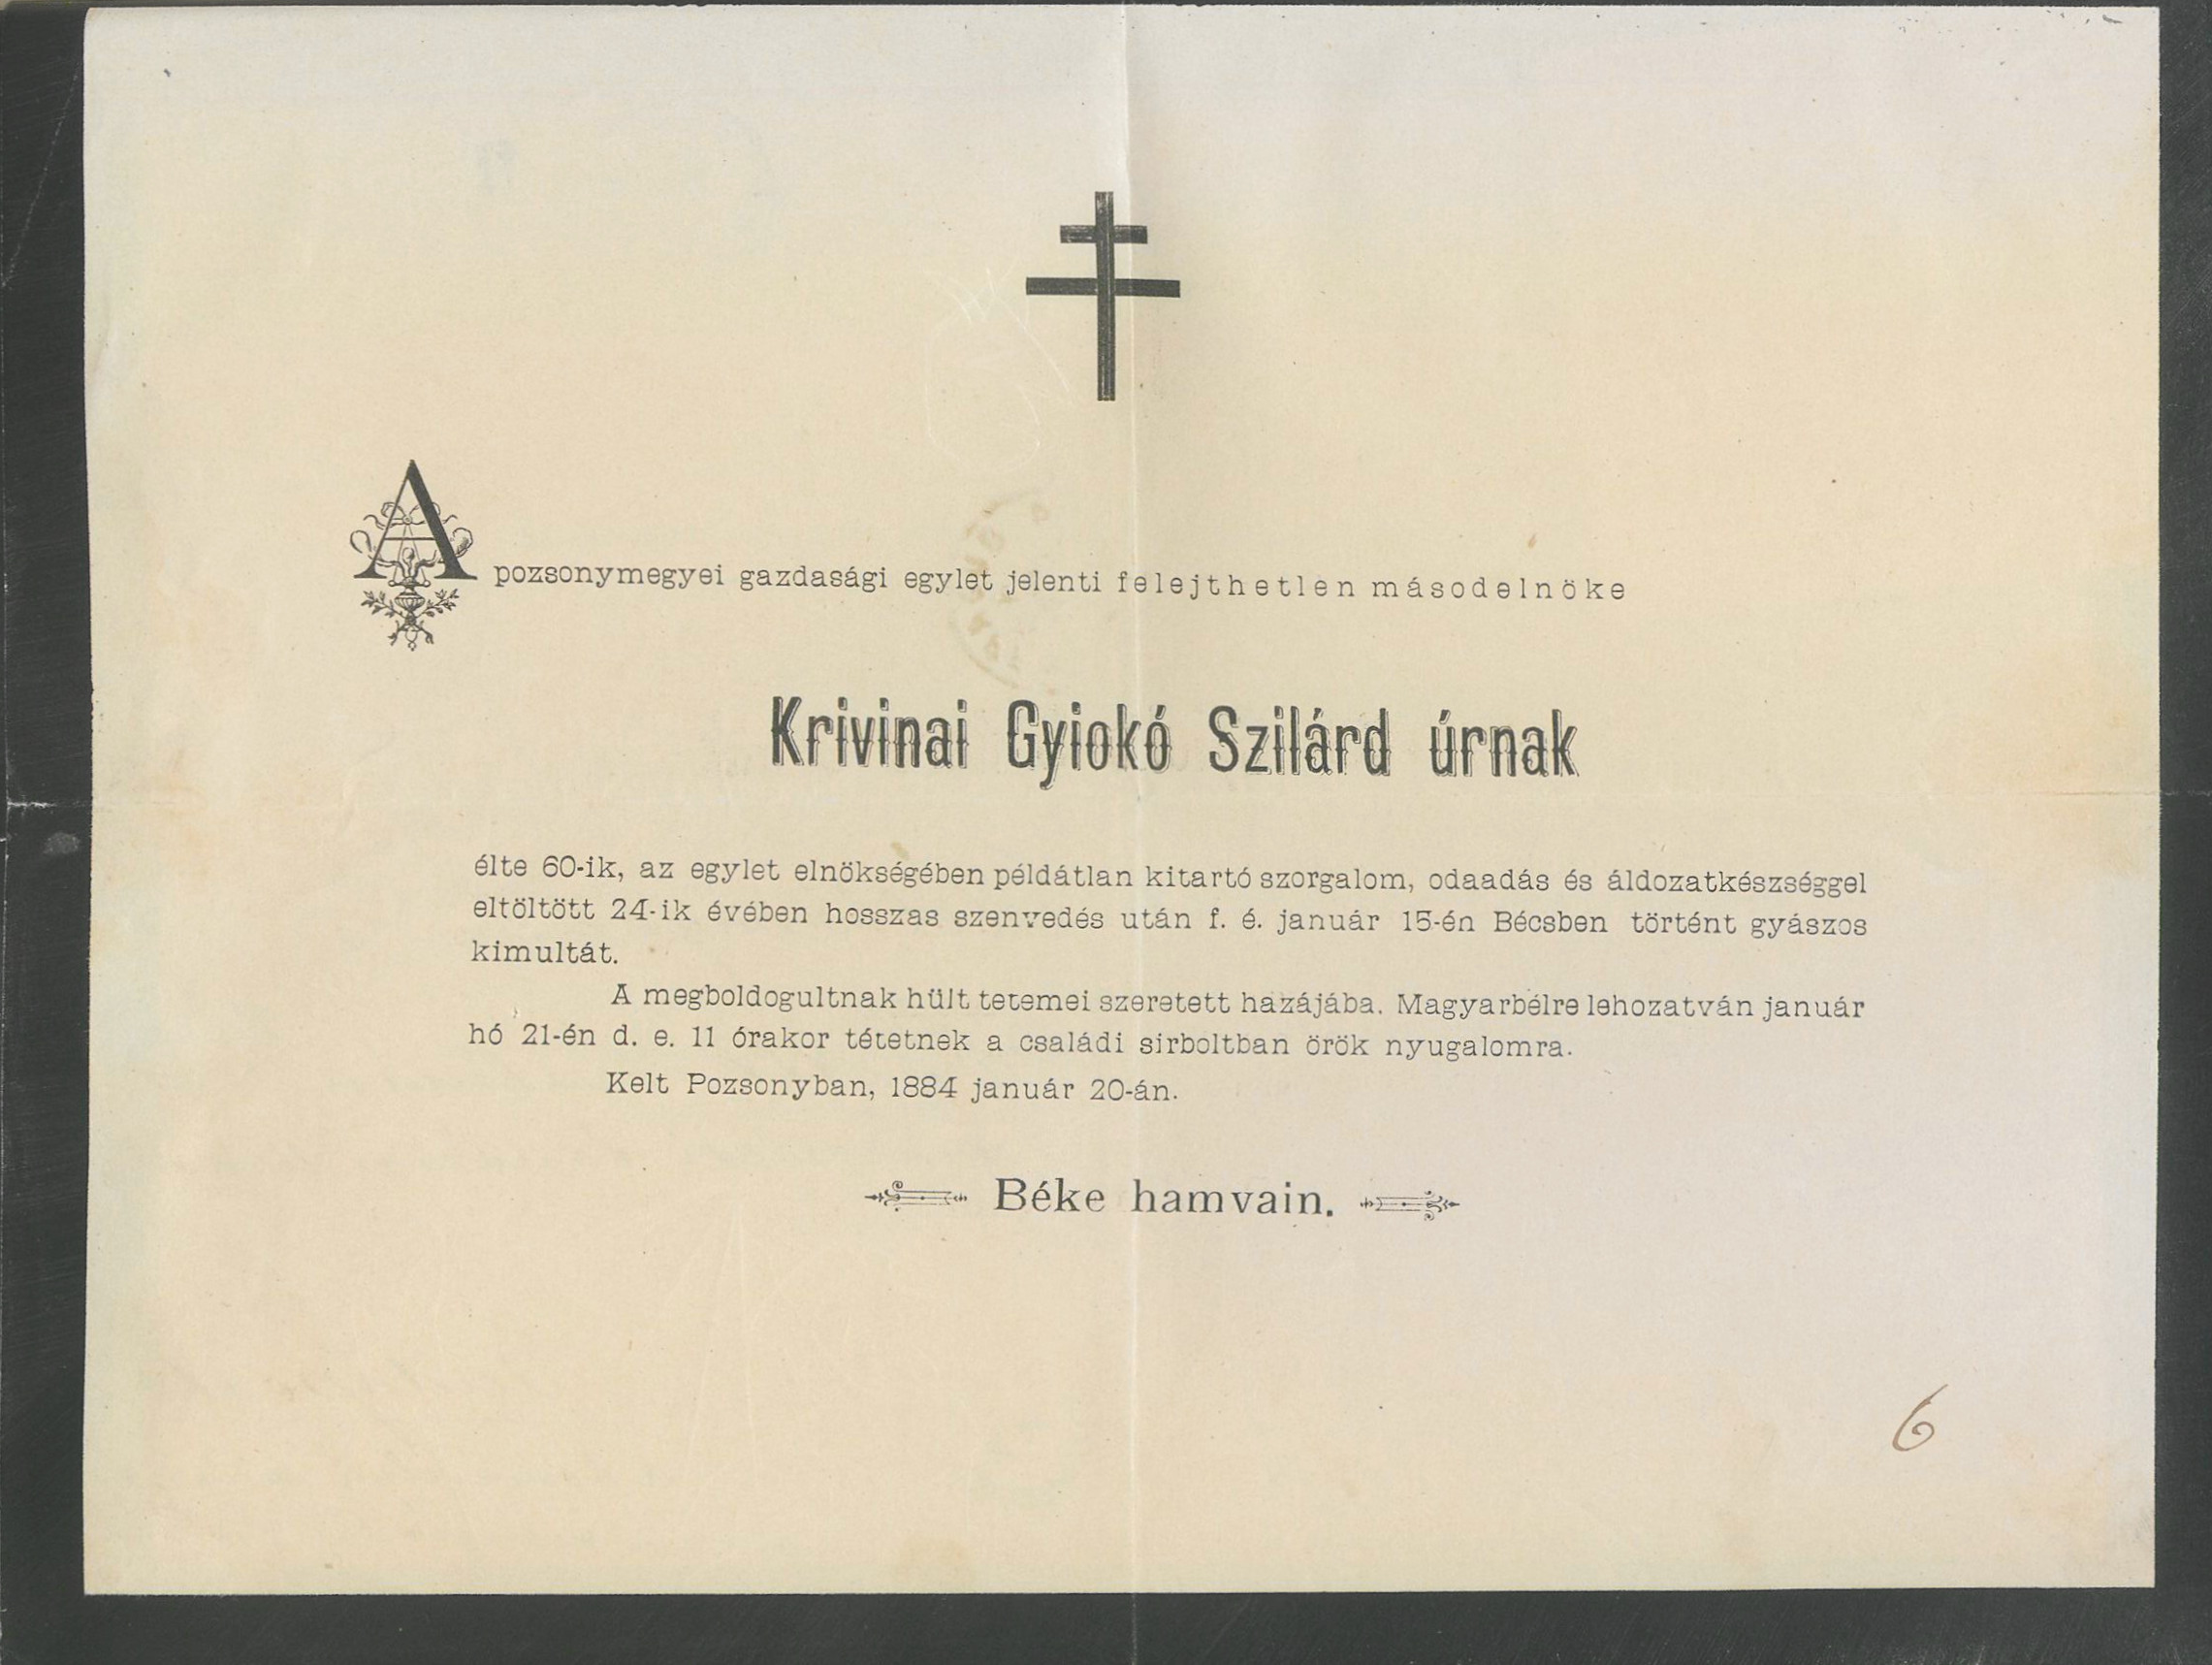 A pozsonymegyei gazdasági egylet jelenti felejthetlen másodelnöke
Krivinai Gyiokó Szilárd úrnak
élte 60-ik, az egylet elnökségében példátlan kitartó szorgalom, odaadás és áldozatkészséggel
eltöltött 24-ik évében hosszas szenvedés után f. é. január 15-én Bécsben történt gyászos
kimultát.
A megboldogultnak hült tetemei szeretett hazájába. Magyarbélre lehozatván január
hó 21-én d. e. 11 órakor tétetnek a családi sirboltban örök nyugalomra.
Kelt Pozsonyban, 1884 január 20-án.
Béke hamvain.
6